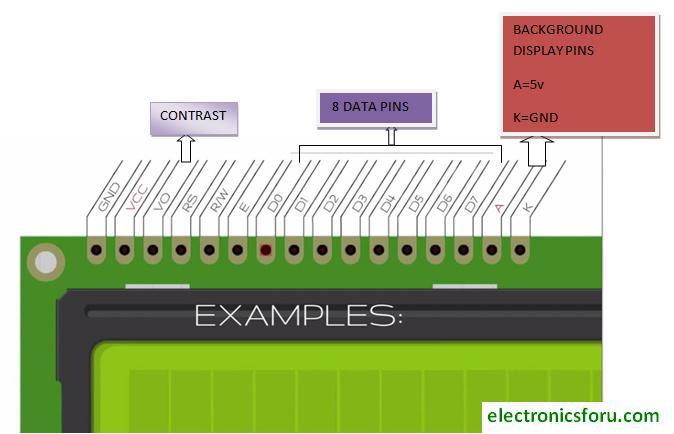 BACKGROUND
DISPLAY PINS
A=5v
K=GND
8 DATA PINS
CONTRAST
GND
VCC
VO
RS
R/W
E
D0
D1
D2
D3
D4
D5
D6
D7
A
K
EXAMPLES:
electronicsforu.com